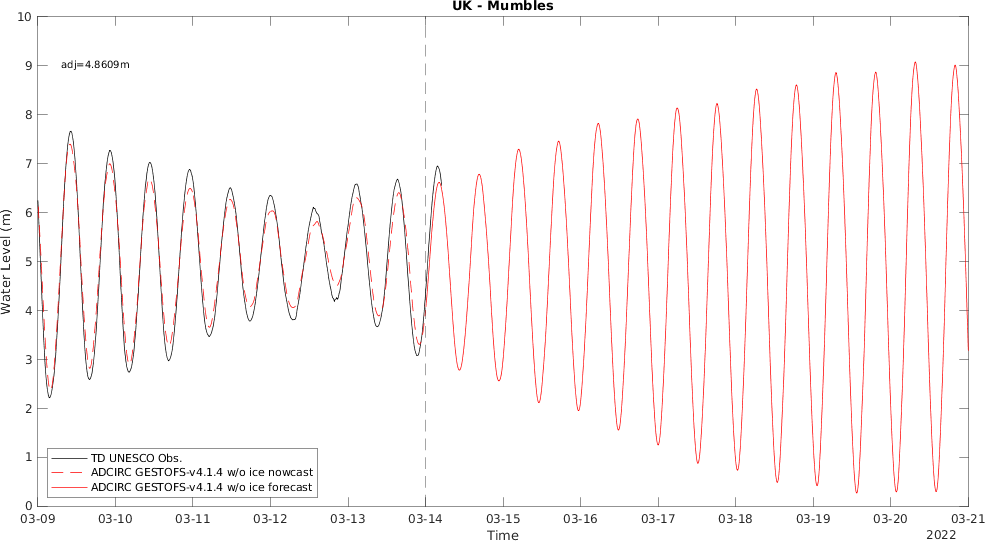 UK - Mumbles
10
9
8
7
6
5
4
3
2
1
0
Water Level (m)
adj=4.8609m
TD UNESCO Obs.
ADCIRC GESTOFS-v4.1.4 w/o ice nowcast
ADCIRC GESTOFS-v4.1.4 w/o ice forecast
03-09 03-10 03-11 03-12 03-13 03-14 03-15 03-16 03-17 03-18 03-19 03-20 03-21
Time
2022